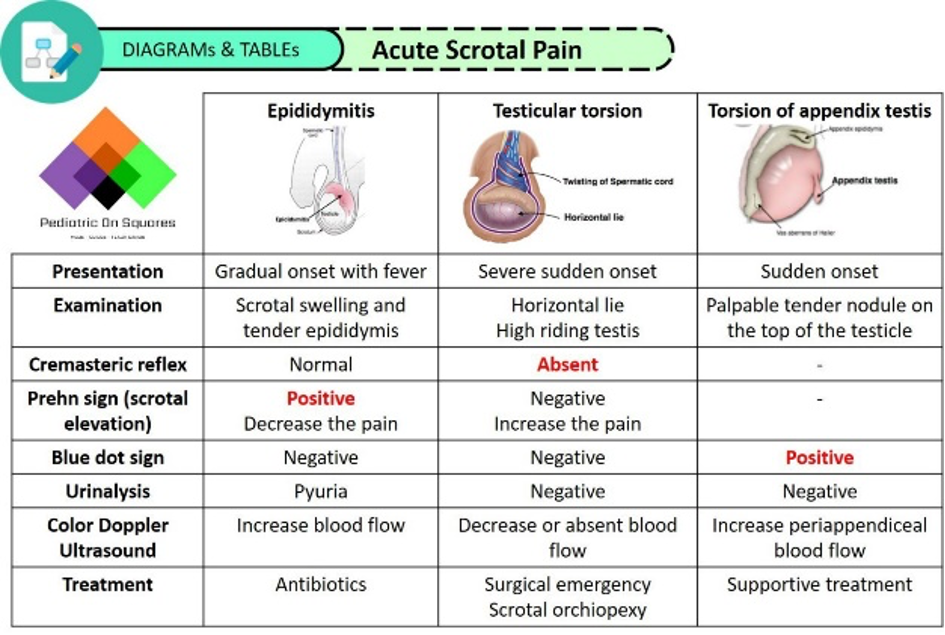 DIAGRAMs & TABLEs
Acute Scrotal Pain
Epididymitis
Testicular torsion
Torsion of appendix testis
Pediatric On Squares
Spermatic
cord
Epididymitis
Testicle
Scrotum
Twisting of Spermatic cord
Horizontal lie
Appendix epididymis
Appendix testis
Vas aberrans of Haller
Presentation
Gradual onset with fever
Severe sudden onset
Sudden onset
Examination
Scrotal swelling and
tender epididymis
Horizontal lie
High riding testis
Palpable tender nodule on
the top of the testicle
Cremasteric reflex
Normal
Absent
-
Prehn sign (scrotal
elevation)
Positive
Decrease the pain
Negative
Increase the pain
-
Blue dot sign
Negative
Negative
Positive
Urinalysis
Pyuria
Negative
Negative
Color Doppler
Ultrasound
Increase blood flow
Decrease or absent blood
flow
Increase periappendiceal
blood flow
Treatment
Antibiotics
Surgical emergency
Scrotal orchiopexy
Supportive treatment